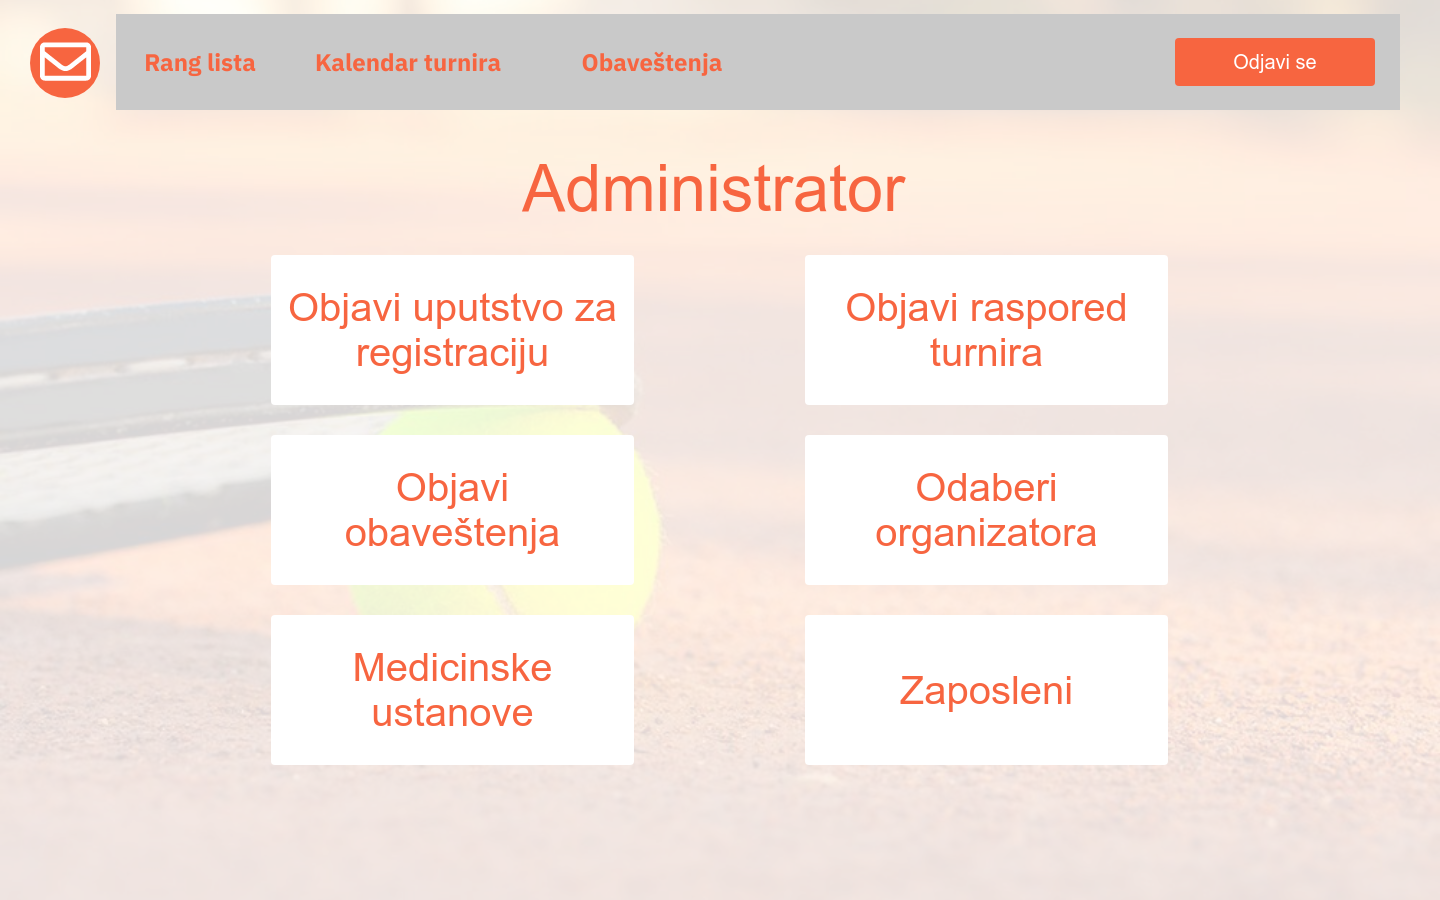 Rang lista
Kalendar turnira
Obaveštenja
Odjavi se
Administrator
Objavi uputstvo za
registraciju
Objavi raspored
turnira
Objavi
obaveštenja
Odaberi
organizatora
Medicinske
ustanove
Zaposleni